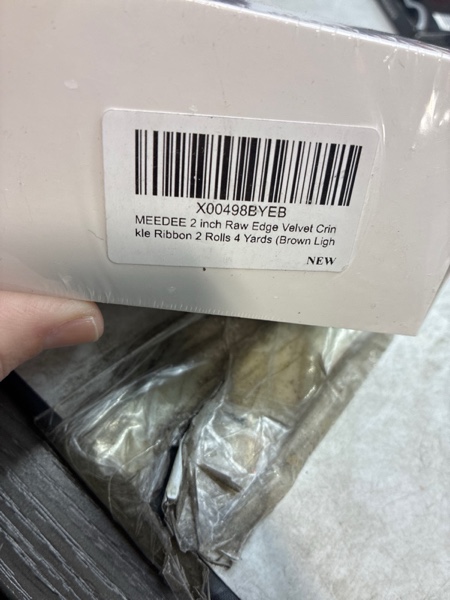 X00498BYEB
MEEDEE 2 inch Raw Edge Velvet Crin
kle Ribbon 2 Rolls 4 Yards (Brown Ligh
NEW